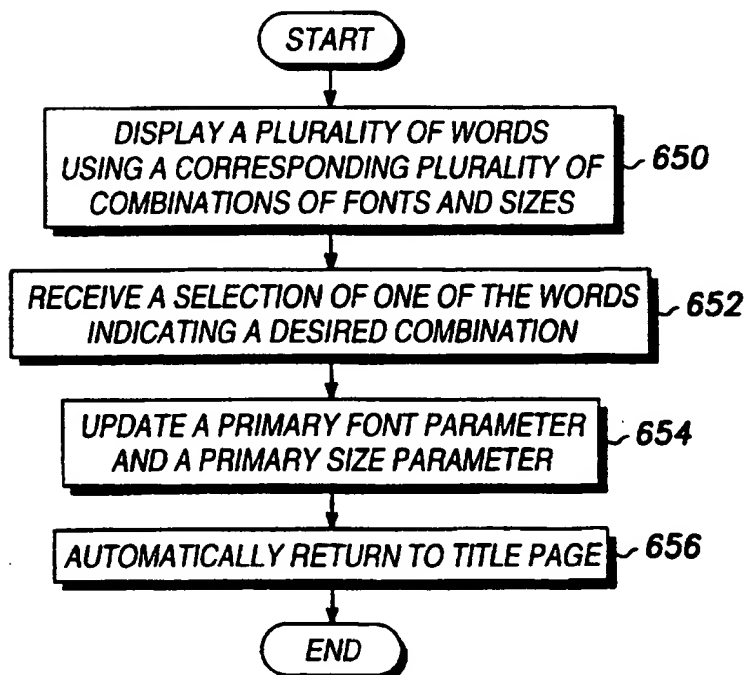 START
DISPLAY A PLURALITY OF WORDS
USING A CORRESPONDING PLURALITY OF
COMBINATIONS OF FONTS AND SIZES
650
RECEIVE A SELECTION OF ONE OF THE WORDS
INDICATING A DESIRED COMBINATION
652
UPDATE A PRIMARY FONT PARAMETER
AND A PRIMARY SIZE PARAMETER
654
AUTOMATICALLY RETURN TO TITLE PAGE
656
END